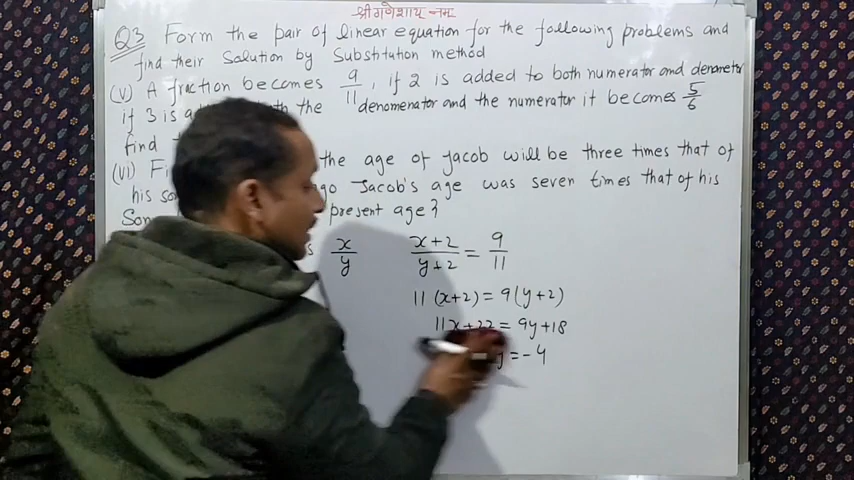 श्री गणेशाय नमः
Q3 Form the pair of linear equation for the following problems and
find their solution by Substitution method
(V) A fraction becomes 9/11, if 2 is added to both numerator and denometer
if 3 is the denomenator and the numerator it becomes 5/6
find
(VI) the age of Jacob will be three times that of
his ago Jacob's age was seven times that of his
Son present age?
x/y x+2/y+2 = 9/11
11 (x+2) = 9(y+2)
11x+22 = 9y+18
y = -4